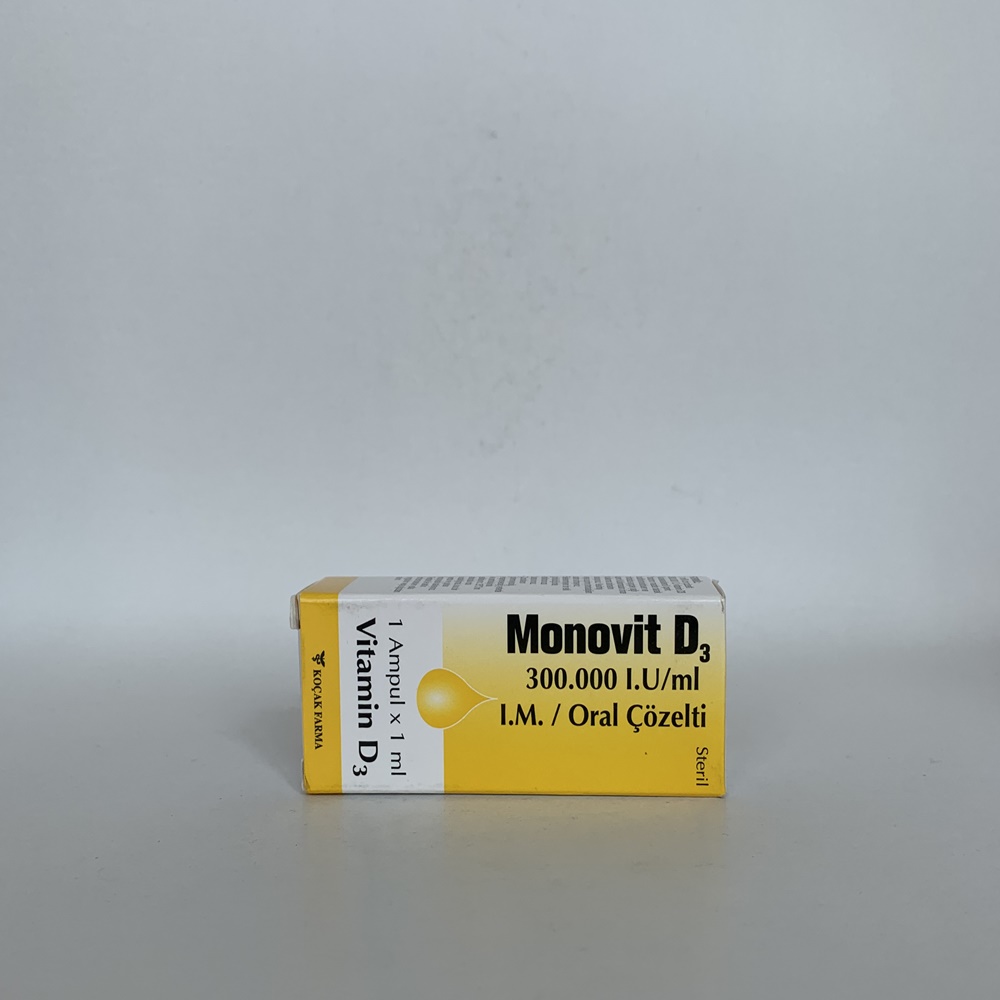 Monovit D₃
300.000 I.U/ml
I.M. / Oral Çözelti
Steril
1 Ampul x 1 ml
Vitamin D₃
KOÇAK FARMA